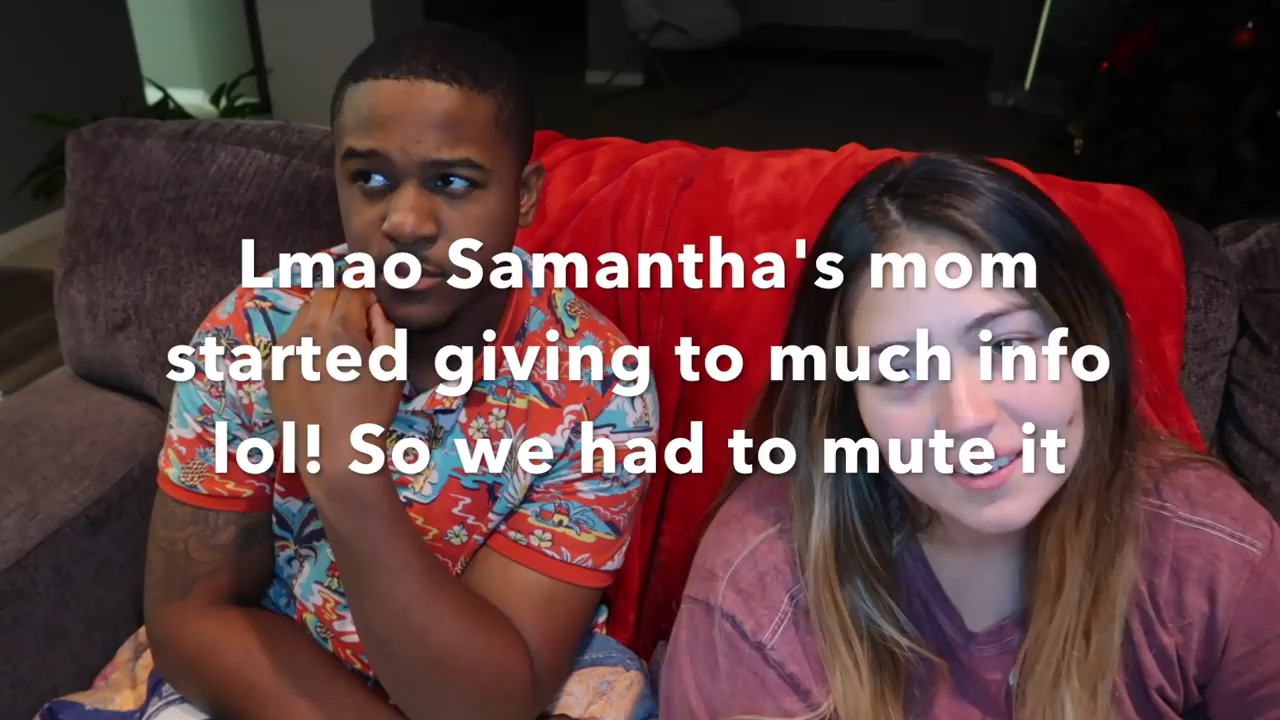 Lmao Samantha's mom
started giving to much info
lol! So we had to mute it